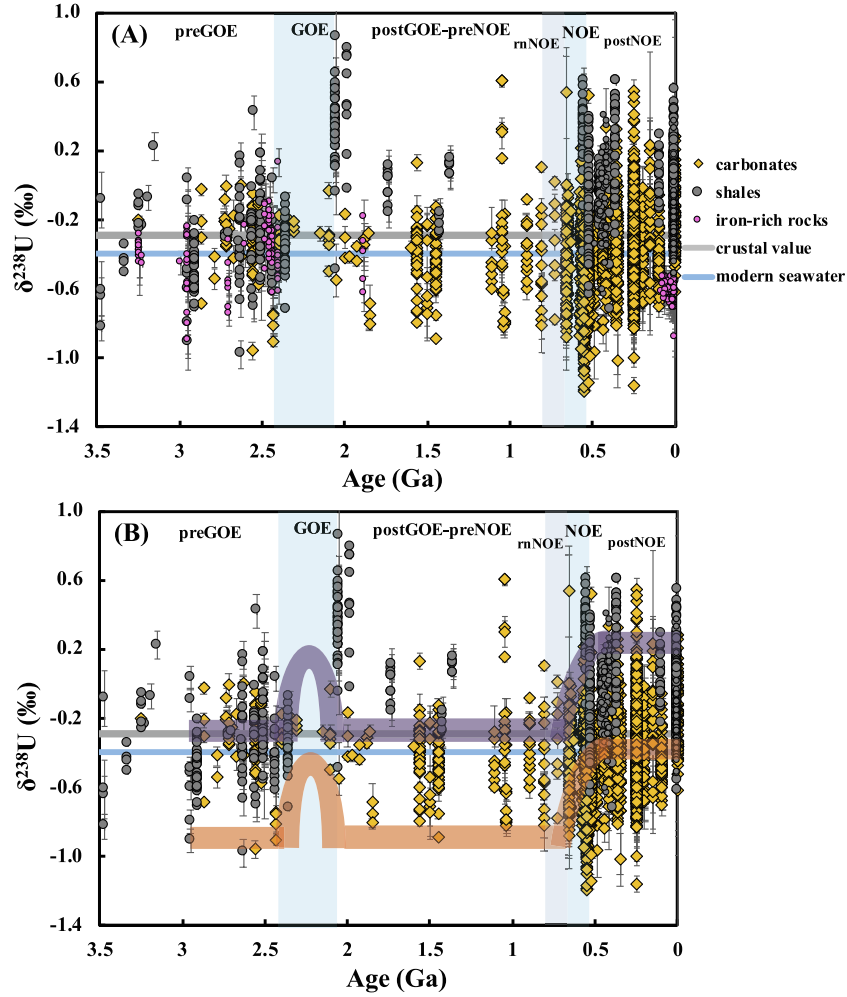 (A)
preGOE
GOE
postGOE-preNOE
rnNOE
NOE
postNOE
1.0
0.6
0.2
-0.2
-0.6
-1.0
-1.4
δ²³⁸U (‰)
3.5 3 2.5 2 1.5 1 0.5 0
Age (Ga)
carbonates
shales
iron-rich rocks
crustal value
modern seawater
(B)
preGOE
GOE
postGOE-preNOE
rnNOE
NOE
postNOE
1.0
0.6
0.2
-0.2
-0.6
-1.0
-1.4
δ²³⁸U (‰)
3.5 3 2.5 2 1.5 1 0.5 0
Age (Ga)